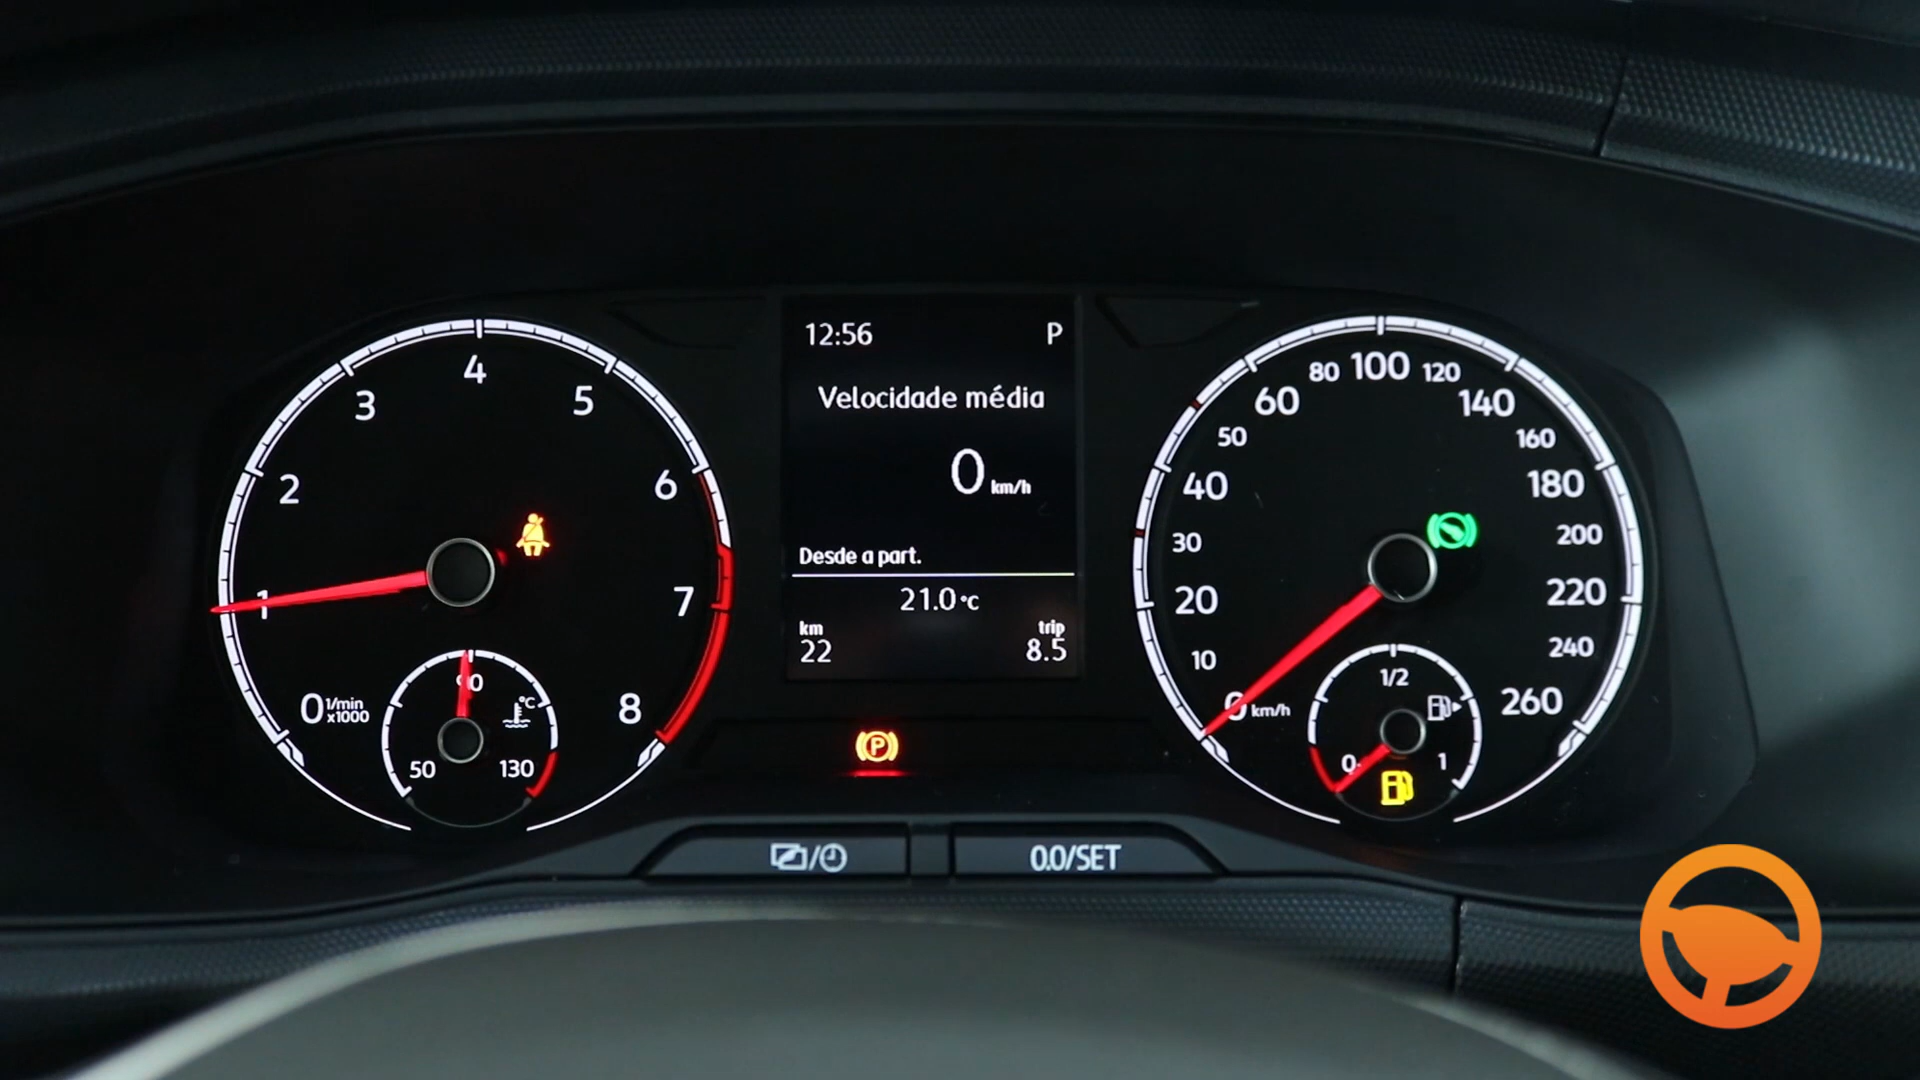 4
3
5
2
6
1
7
0 1/min x1000
8
90
°C
50
130
12:56 P
Velocidade média
0 km/h
Desde a part.
21.0 °C
km trip
22 8.5
P
80 100 120
60 140
50 160
40 180
30 200
20 220
10 240
0 km/h 260
1/2
0 1
/
0.0/SET